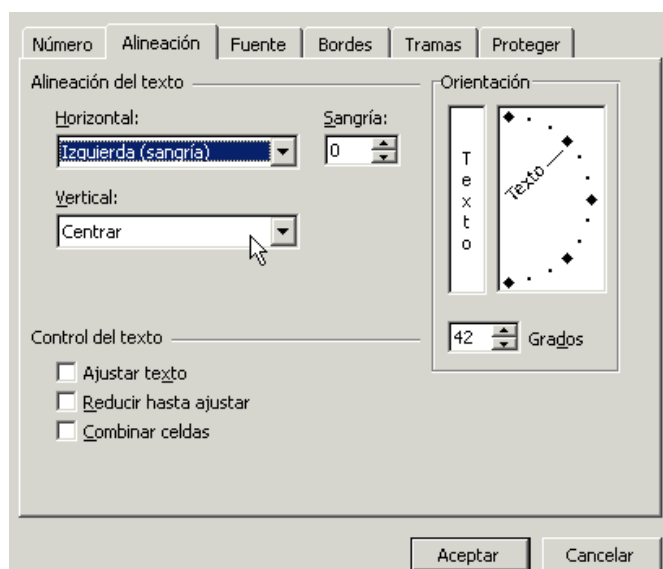 Número Alineación Fuente Bordes Tramas Proteger
Alineación del texto
Horizontal:
Izquierda (sangría)
Sangría:
0
Vertical:
Centrar
Orientación
Texto
Texto
42 Grados
Control del texto
Ajustar texto
Reducir hasta ajustar
Combinar celdas
Aceptar Cancelar